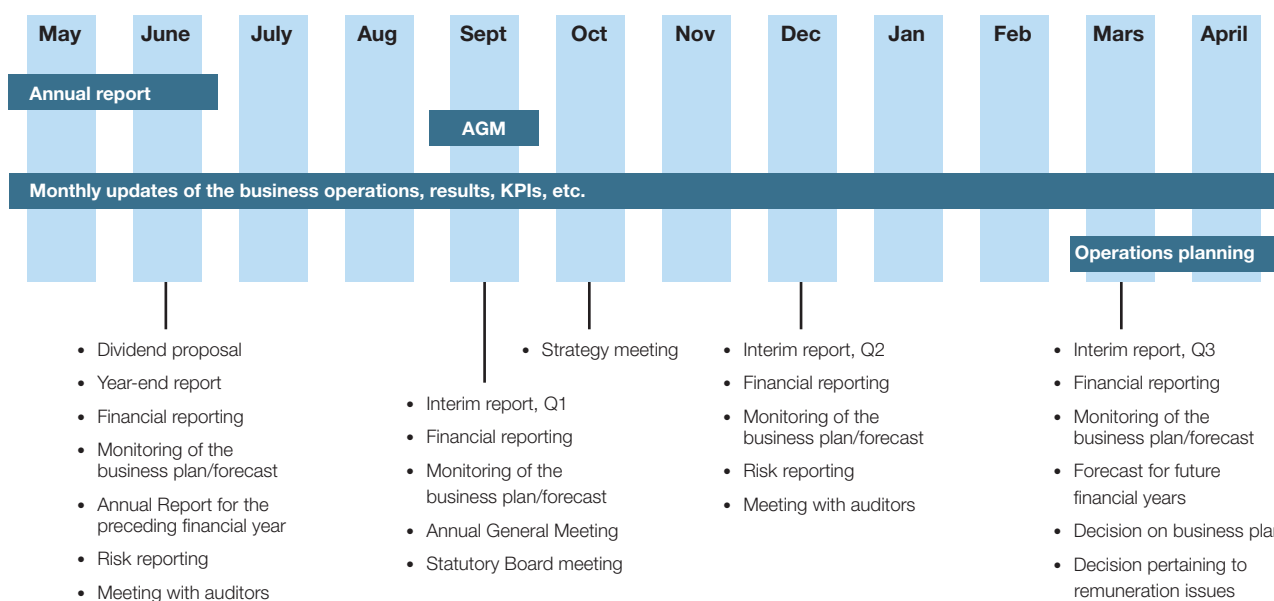 May June July Aug Sept Oct Nov Dec Jan Feb Mars April
Annual report
AGM
Monthly updates of the business operations, results, KPIs, etc.
Operations planning
• Dividend proposal
• Year-end report
• Financial reporting
• Monitoring of the
business plan/forecast
• Annual Report for the
preceding financial year
• Risk reporting
• Meeting with auditors
• Interim report, Q1
• Financial reporting
• Monitoring of the
business plan/forecast
• Annual General Meeting
• Statutory Board meeting
• Strategy meeting
• Interim report, Q2
• Financial reporting
• Monitoring of the
business plan/forecast
• Risk reporting
• Meeting with auditors
• Interim report, Q3
• Financial reporting
• Monitoring of the
business plan/forecast
• Forecast for future
financial years
• Decision on business plan
• Decision pertaining to
remuneration issues